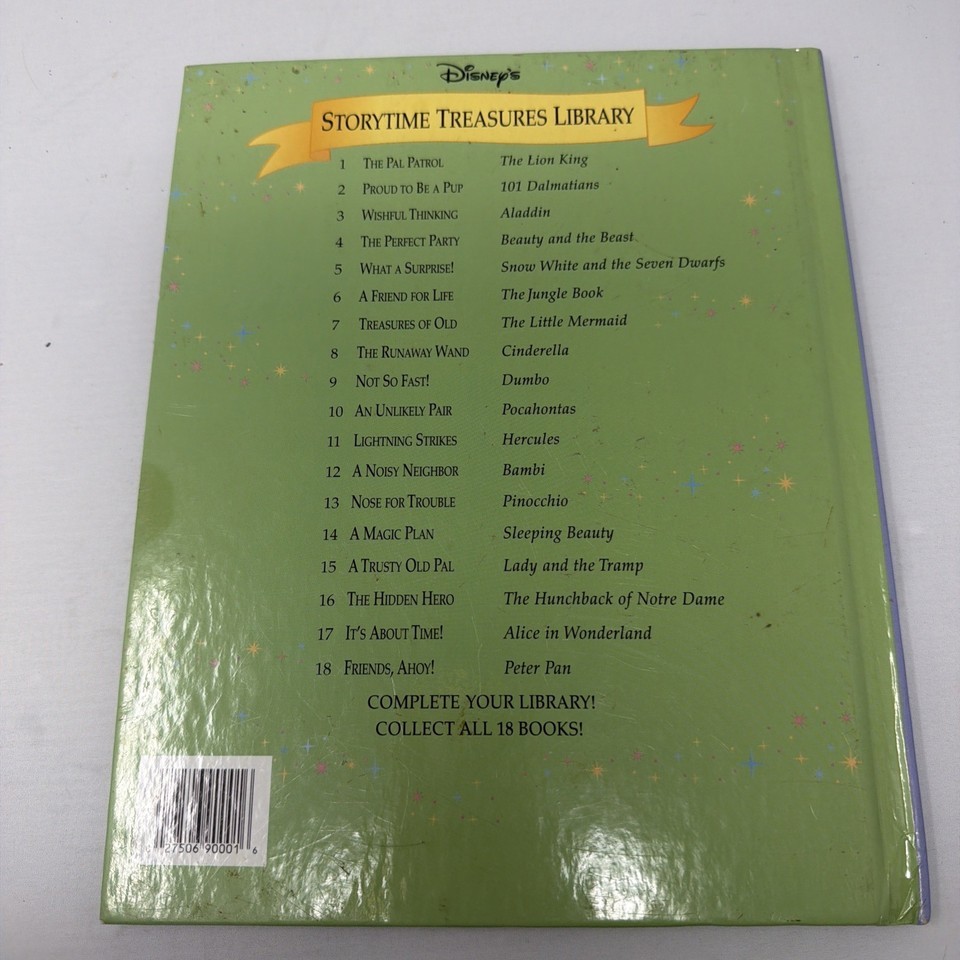 Disney's
STORYTIME TREASURES LIBRARY
1 THE PAL PATROL The Lion King
2 PROUD TO BE A PUP 101 Dalmatians
3 WISHFUL THINKING Aladdin
4 THE PERFECT PARTY Beauty and the Beast
5 WHAT A SURPRISE! Snow White and the Seven Dwarfs
6 A FRIEND FOR LIFE The Jungle Book
7 TREASURES OF OLD The Little Mermaid
8 THE RUNAWAY WAND Cinderella
9 NOT SO FAST! Dumbo
10 AN UNLIKELY PAIR Pocahontas
11 LIGHTNING STRIKES Hercules
12 A NOISY NEIGHBOR Bambi
13 NOSE FOR TROUBLE Pinocchio
14 A MAGIC PLAN Sleeping Beauty
15 A TRUSTY OLD PAL Lady and the Tramp
16 THE HIDDEN HERO The Hunchback of Notre Dame
17 IT'S ABOUT TIME! Alice in Wonderland
18 FRIENDS, AHOY! Peter Pan
COMPLETE YOUR LIBRARY!
COLLECT ALL 18 BOOKS!
27506 90001 6